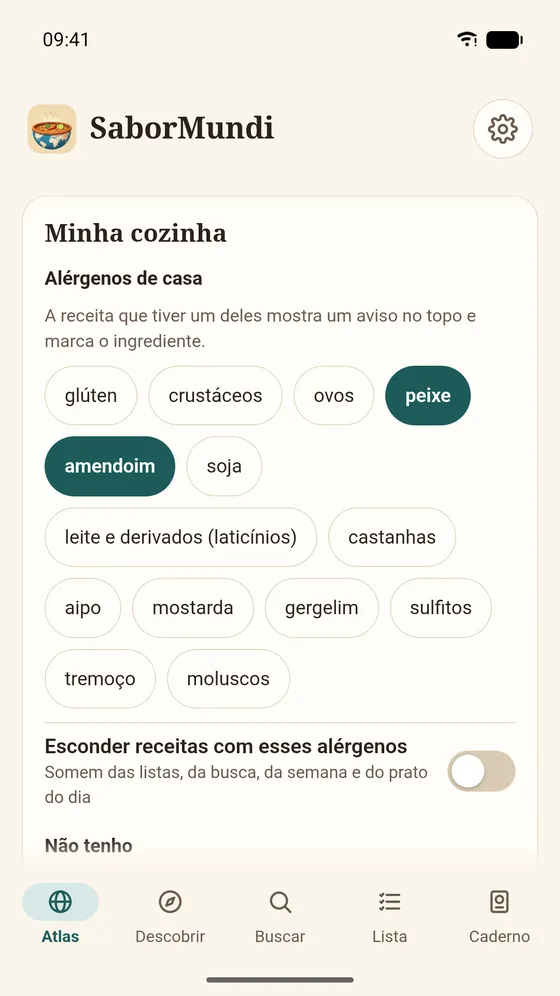 09:41
SaborMundi
Minha cozinha
Alérgenos de casa
A receita que tiver um deles mostra um aviso no topo e
marca o ingrediente.
glúten crustáceos ovos peixe
amendoim soja
leite e derivados (laticínios) castanhas
aipo mostarda gergelim sulfitos
tremoço moluscos
Esconder receitas com esses alérgenos
Somem das listas, da busca, da semana e do prato
do dia
Não tenho
Atlas Descobrir Buscar Lista Caderno